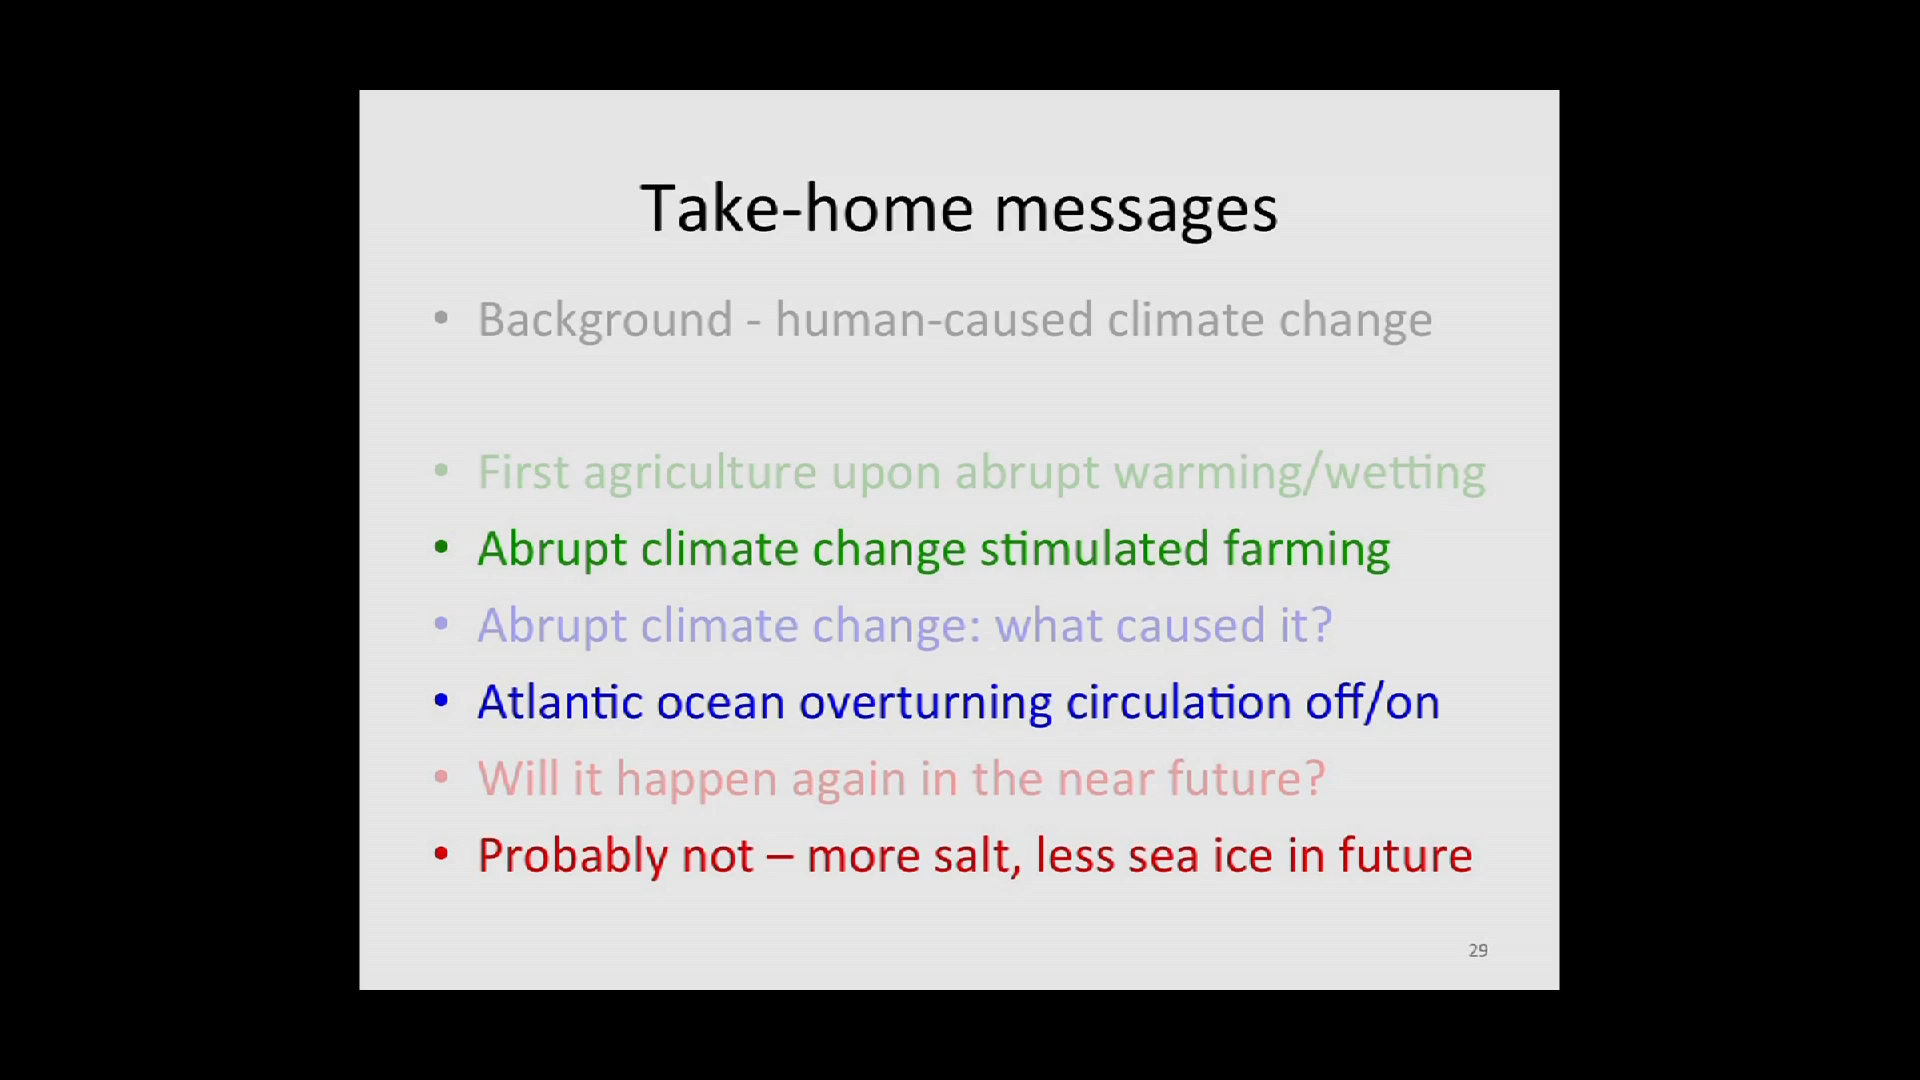 Take-home messages
• Background - human-caused climate change
• First agriculture upon abrupt warming/wetting
• Abrupt climate change stimulated farming
• Abrupt climate change: what caused it?
• Atlantic ocean overturning circulation off/on
• Will it happen again in the near future?
• Probably not – more salt, less sea ice in future
29